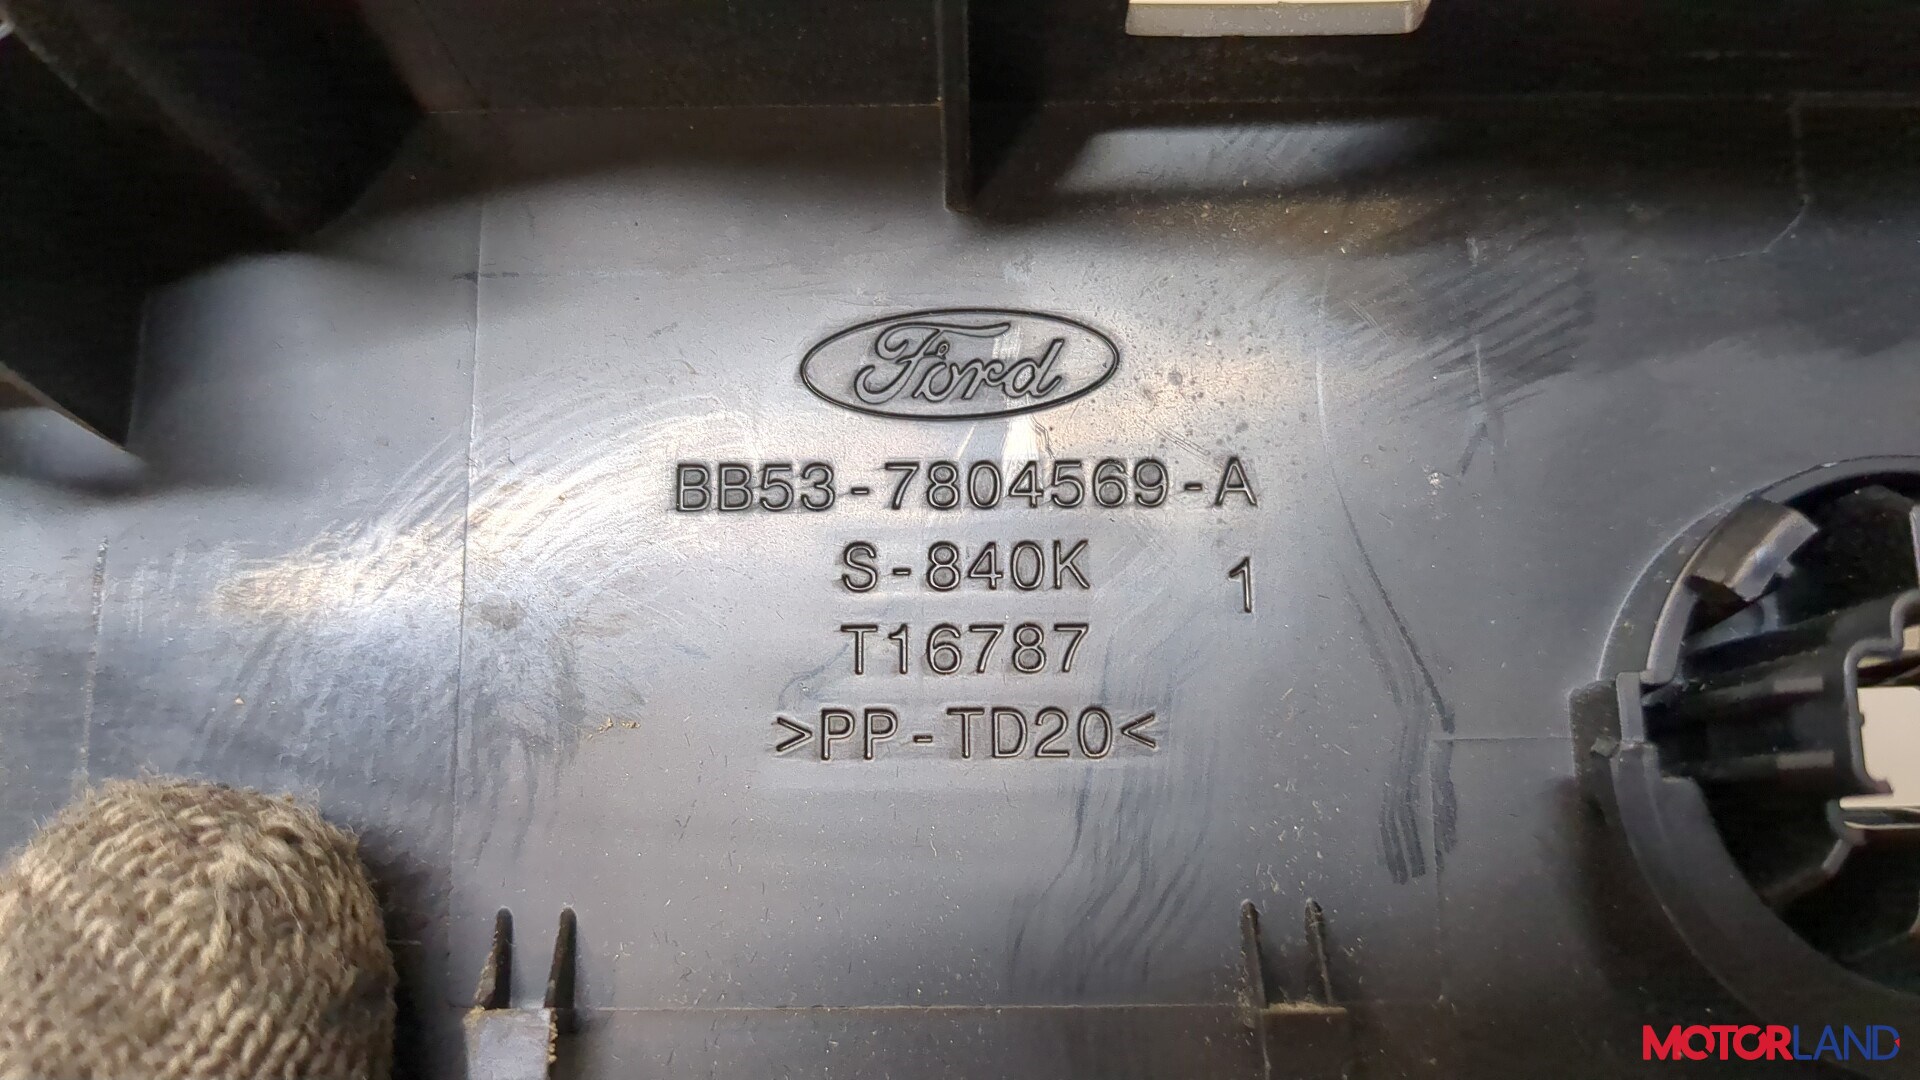 Ford
BB53-7804569-A
S-840K 1
T16787
>PP-TD20<
MOTORLAND